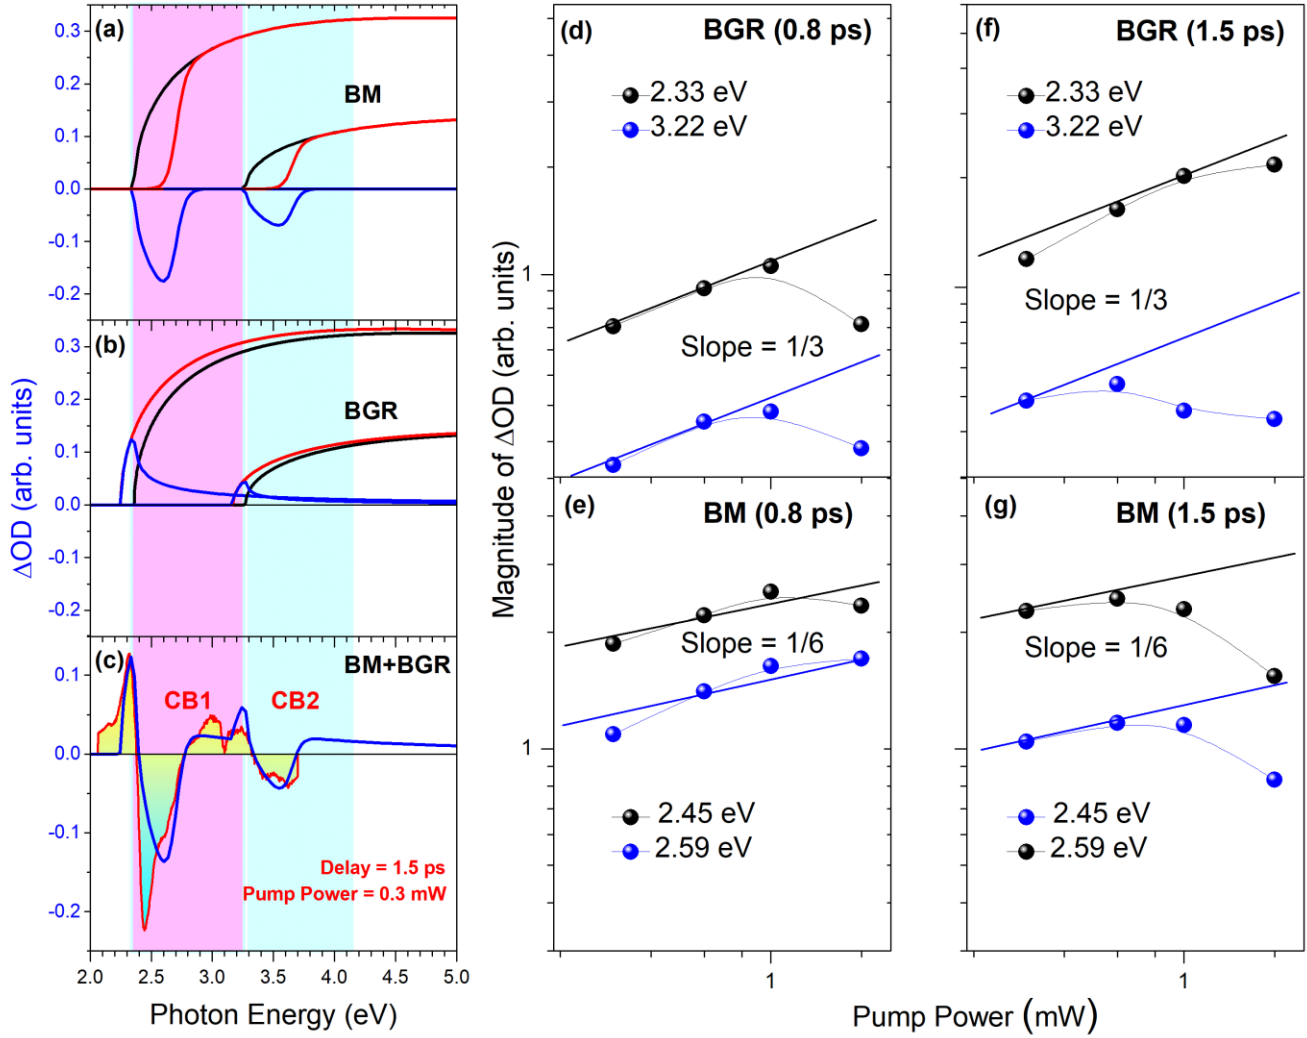 (a)
BM
0.3
0.2
0.1
0.0
-0.1
-0.2
(b)
BGR
0.3
0.2
0.1
0.0
-0.1
-0.2
(c)
BM+BGR
CB1
CB2
0.1
0.0
-0.1
-0.2
Delay = 1.5 ps
Pump Power = 0.3 mW
2.0 2.5 3.0 3.5 4.0 4.5 5.0
Photon Energy (eV)
ΔOD (arb. units)
(d)
BGR (0.8 ps)
2.33 eV
3.22 eV
1
Slope = 1/3
(e)
BM (0.8 ps)
Slope = 1/6
1
2.45 eV
2.59 eV
1
Magnitude of ΔOD (arb. units)
(f)
BGR (1.5 ps)
2.33 eV
3.22 eV
Slope = 1/3
(g)
BM (1.5 ps)
Slope = 1/6
2.45 eV
2.59 eV
1
Pump Power (mW)